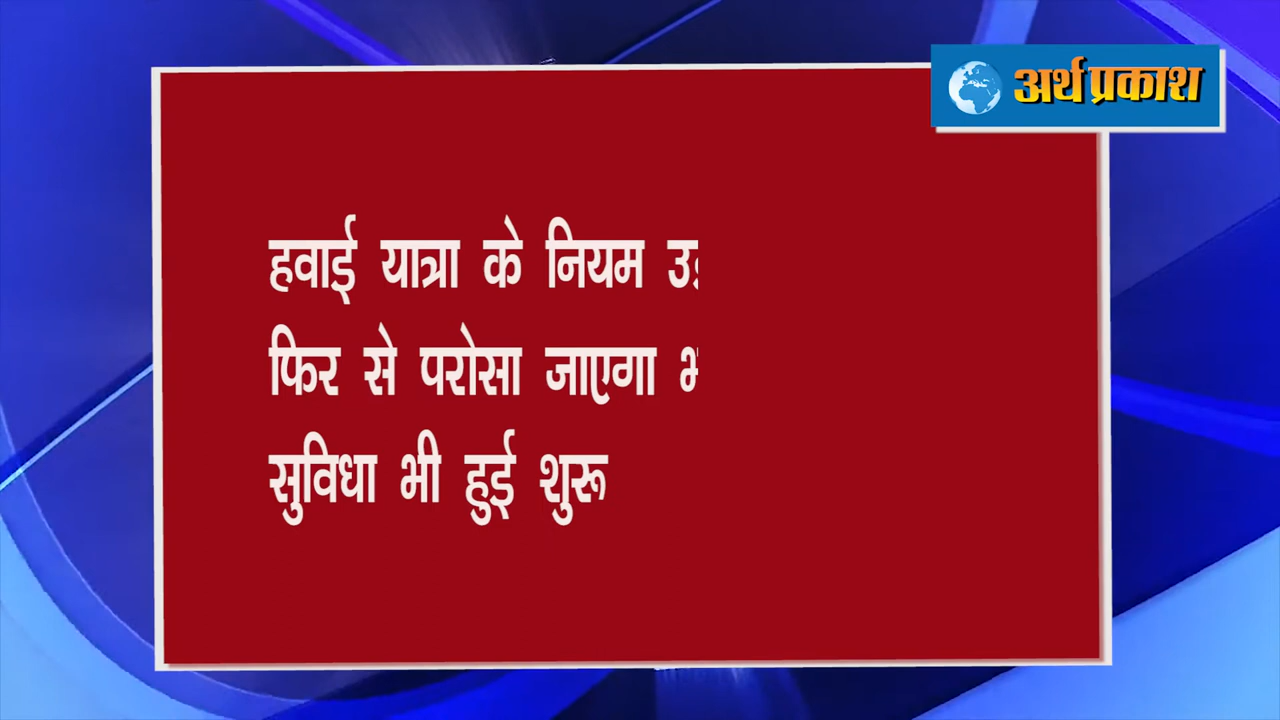 अर्थ प्रकाश
हवाई यात्रा के नियम
फिर से परोसा जाएगा
सुविधा भी हुई शुरू